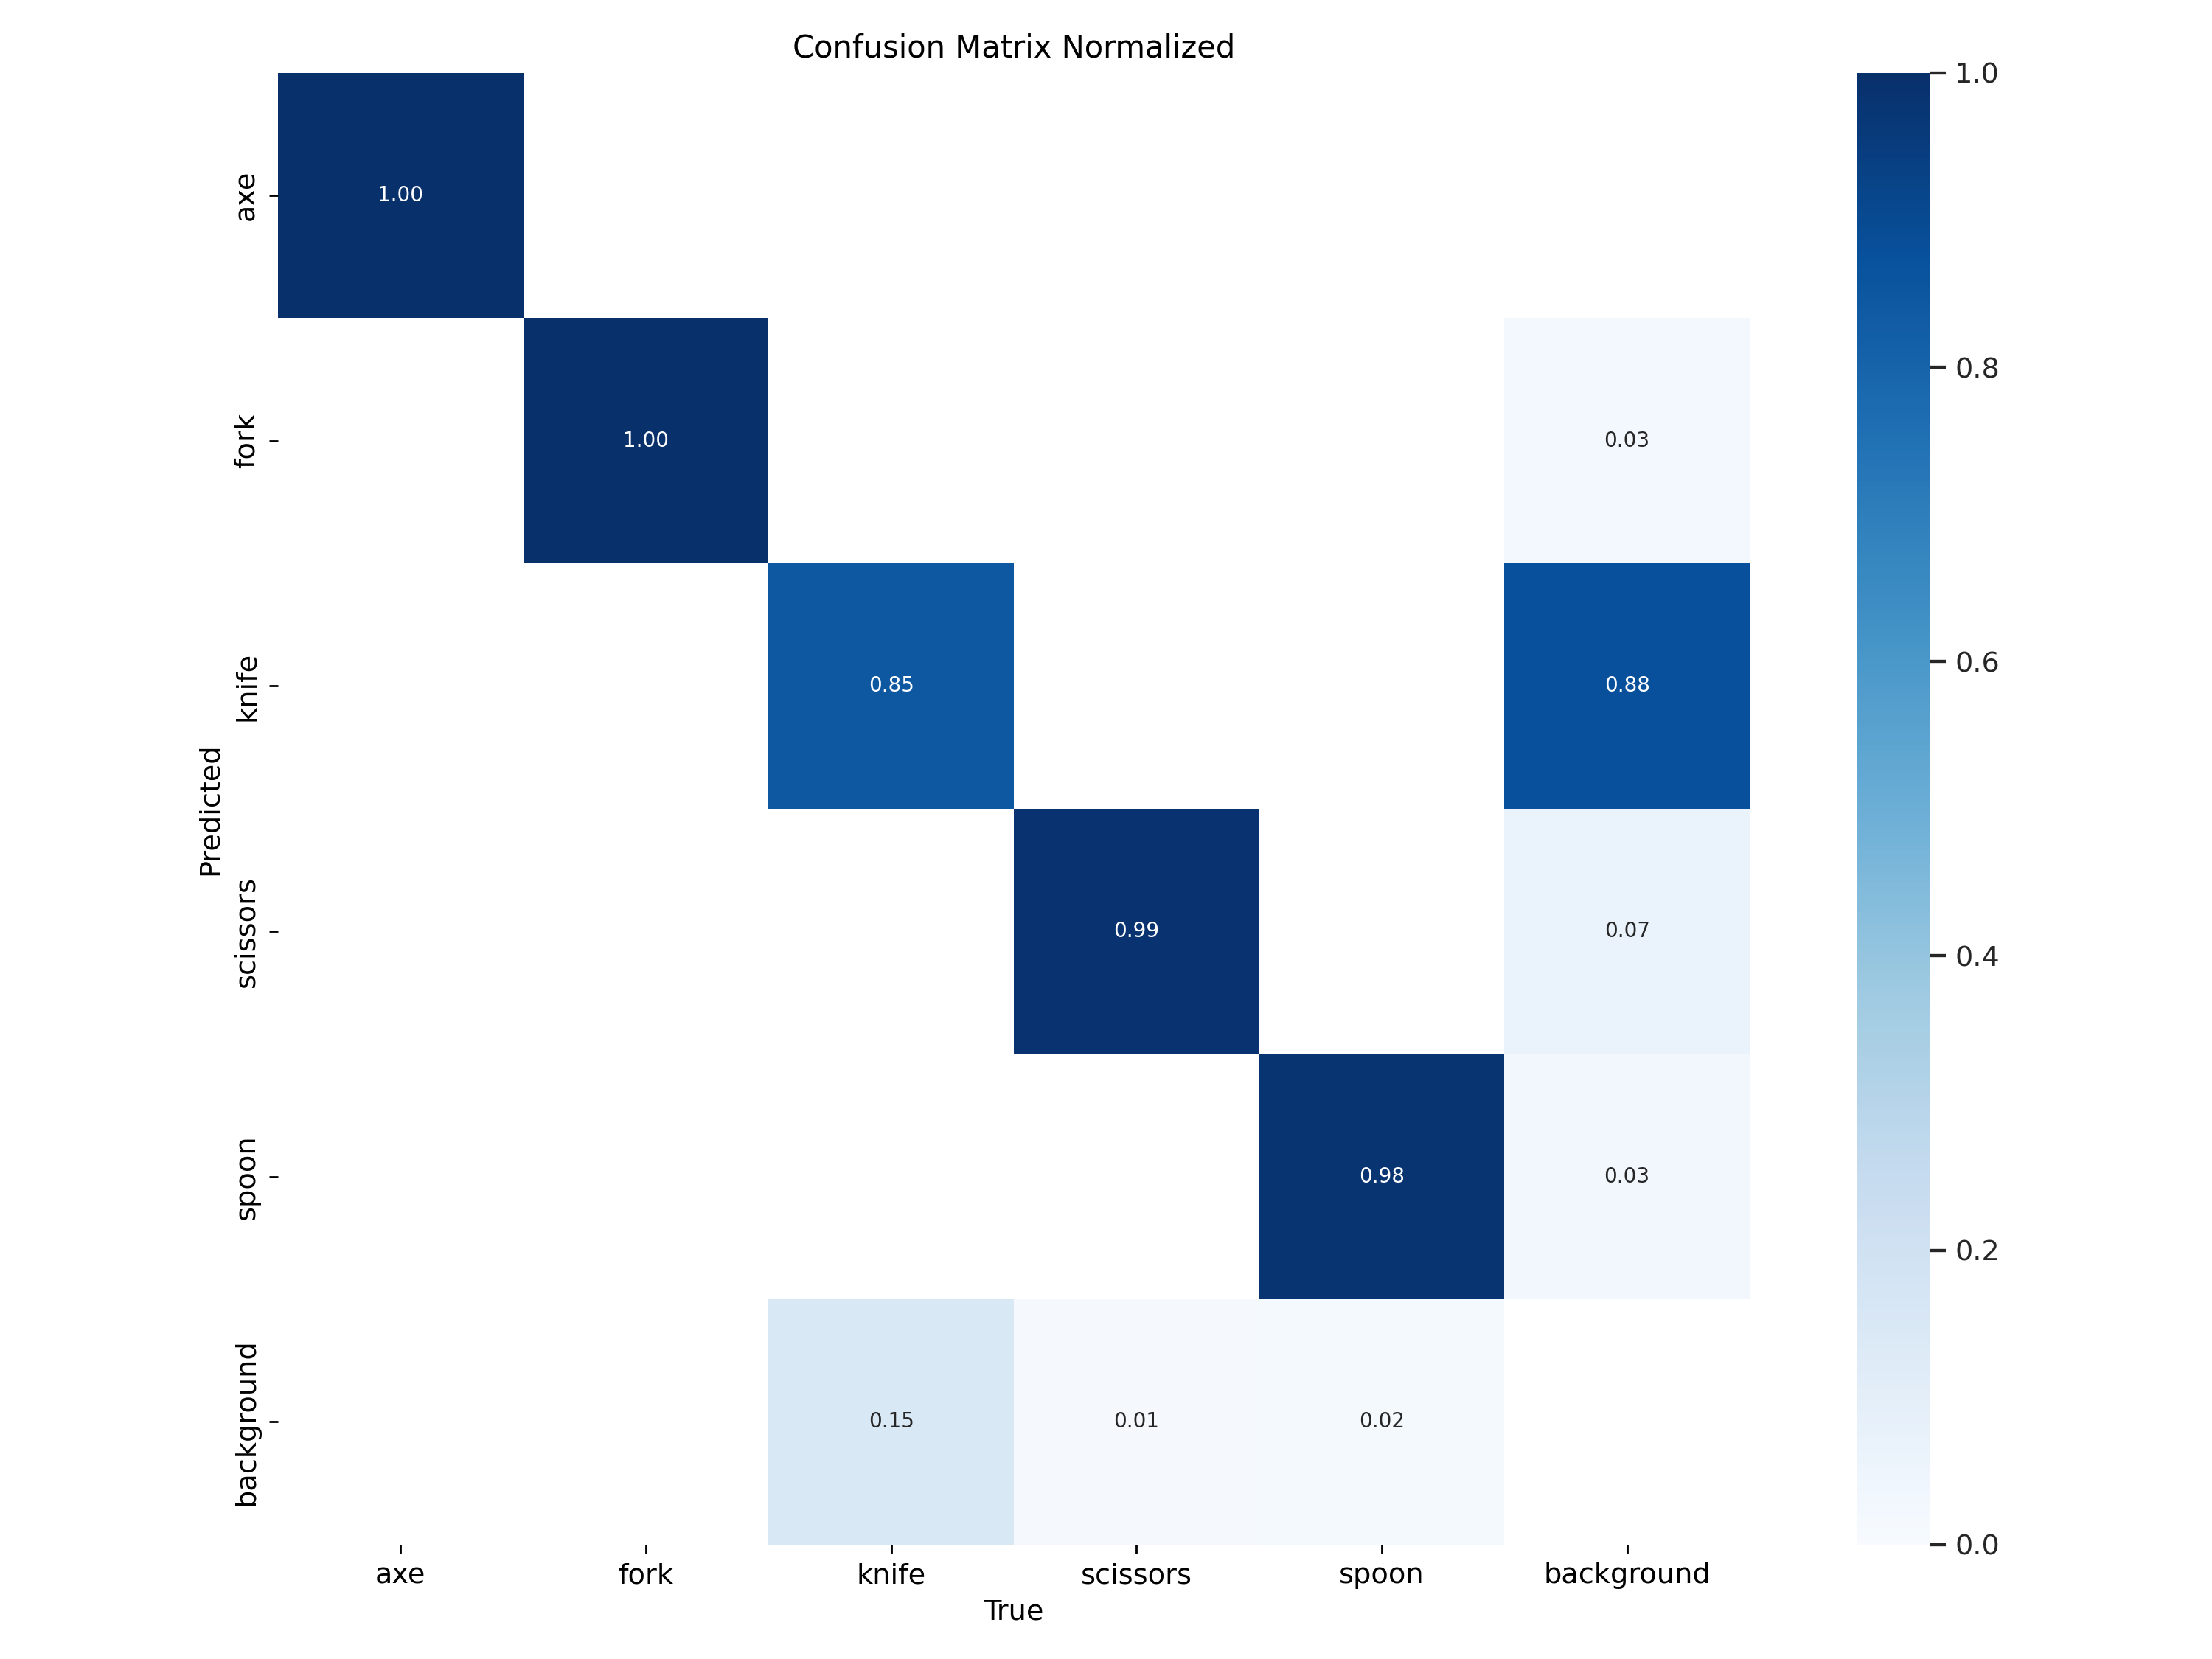 Confusion Matrix Normalized
1.0
axe
1.00
0.8
fork
1.00
0.03
knife
0.85
0.88
0.6
Predicted
scissors
0.99
0.07
0.4
spoon
0.98
0.03
0.2
background
0.15
0.01
0.02
0.0
axe
fork
knife
scissors
spoon
background
True